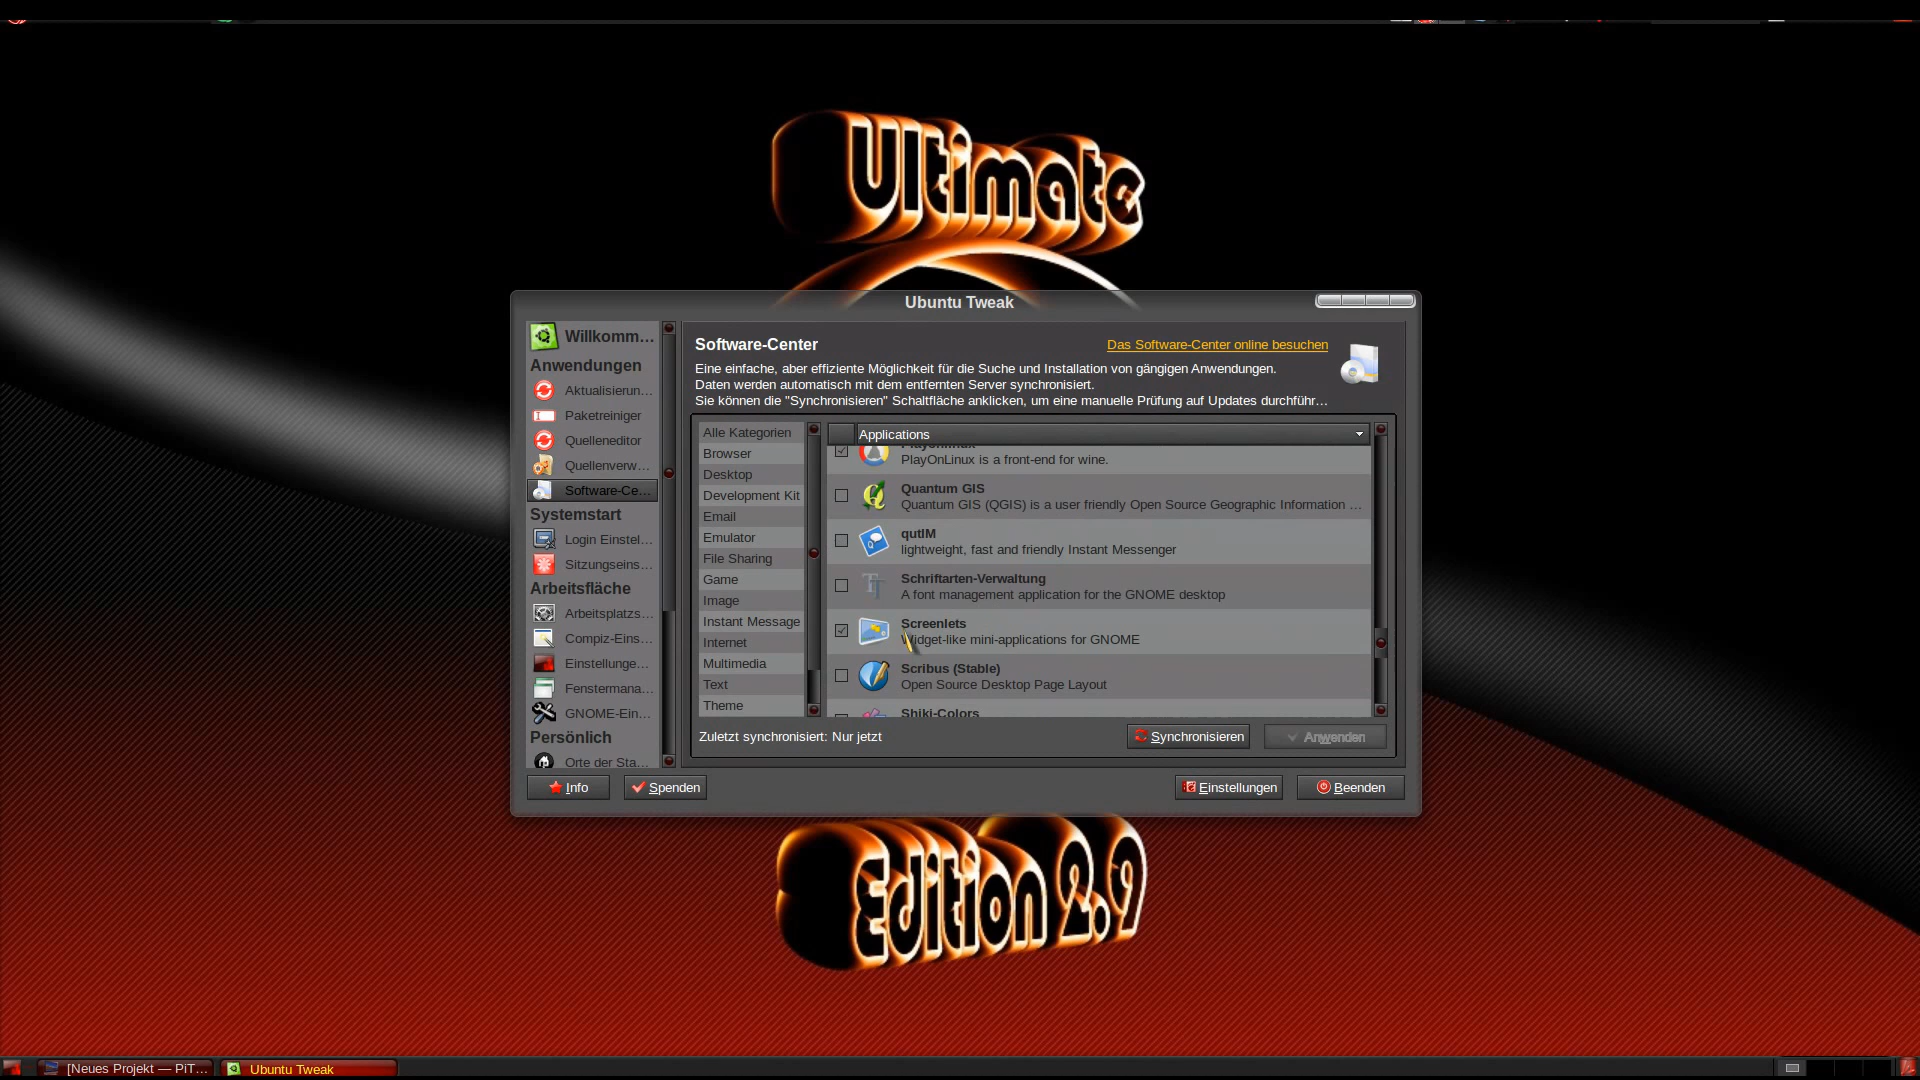 Ultimate
Ubuntu Tweak
Willkomm...
Anwendungen
Aktualisierun...
Paketreiniger
Quelleneditor
Quellenverw...
Software-Ce...
Systemstart
Login Einstel...
Sitzungseins...
Arbeitsfläche
Arbeitsplatzs...
Compiz-Eins...
Einstellunge...
Fenstermana...
GNOME-Ein...
Persönlich
Orte der Sta...
Software-Center
Das Software-Center online besuchen
Eine einfache, aber effiziente Möglichkeit für die Suche und Installation von gängigen Anwendungen.
Daten werden automatisch mit dem entfernten Server synchronisiert.
Sie können die "Synchronisieren" Schaltfläche anklicken, um eine manuelle Prüfung auf Updates durchführ...
Alle Kategorien
Browser
Desktop
Development Kit
Email
Emulator
File Sharing
Game
Image
Instant Message
Internet
Multimedia
Text
Theme
Applications
PlayOnLinux is a front-end for wine.
Quantum GIS
Quantum GIS (QGIS) is a user friendly Open Source Geographic Information ...
qutIM
lightweight, fast and friendly Instant Messenger
Schriftarten-Verwaltung
A font management application for the GNOME desktop
Screenlets
Widget-like mini-applications for GNOME
Scribus (Stable)
Open Source Desktop Page Layout
Shiki-Colors
Zuletzt synchronisiert: Nur jetzt
Synchronisieren
Anwenden
Info
Spenden
Einstellungen
Beenden
Edition 2.9
[Neues Projekt — PiT...
Ubuntu Tweak